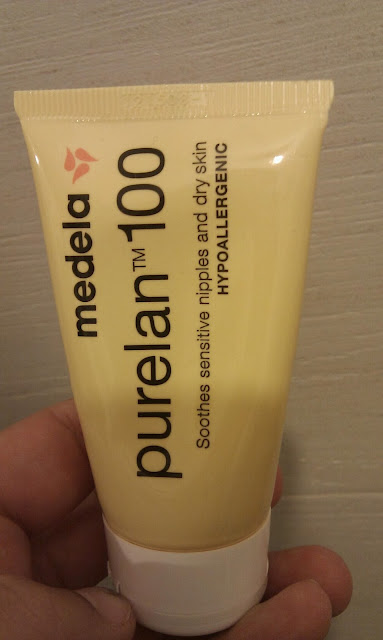 medela
purelan™100
Soothes sensitive nipples and dry skin
HYPOALLERGENIC